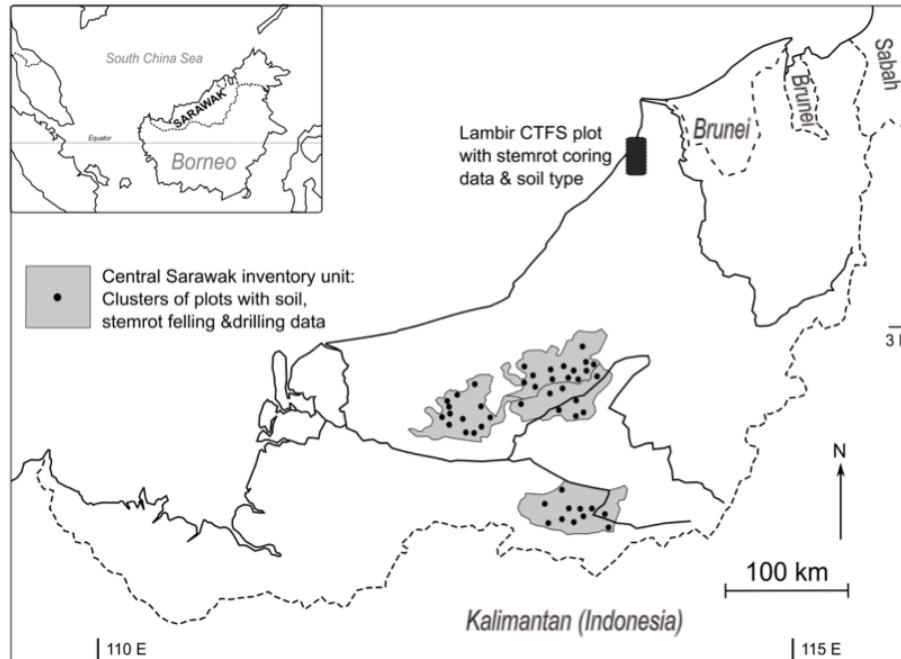 South China Sea
SARAWAK
Equator
Borneo
Sabah
Brunei
Brunei
Lambir CTFS plot
with stemrot coring
data & soil type
Central Sarawak inventory unit:
Clusters of plots with soil,
stemrot felling &drilling data
3
N
100 km
Kalimantan (Indonesia)
110 E
115 E